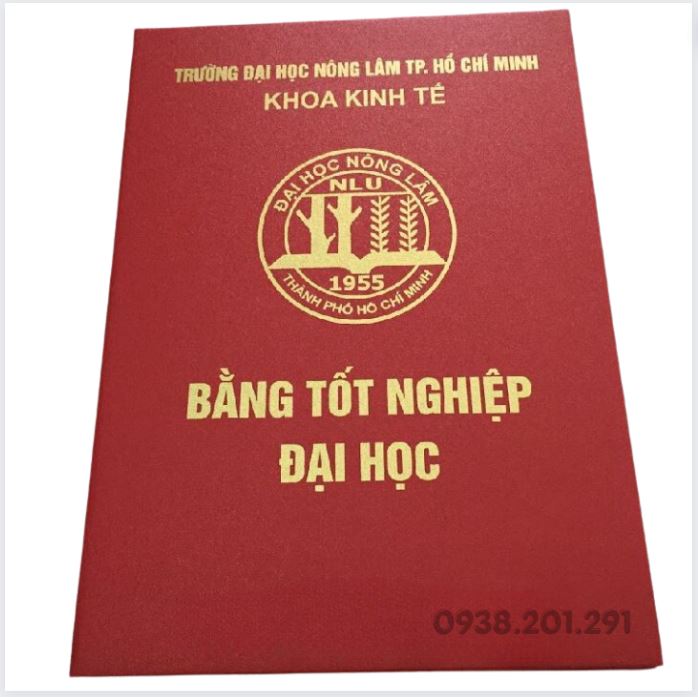 TRƯỜNG ĐẠI HỌC NÔNG LÂM TP. HỒ CHÍ MINH
KHOA KINH TẾ
ĐẠI HỌC NÔNG LÂM
NLU
1955
THÀNH PHỐ HỒ CHÍ MINH
BẰNG TỐT NGHIỆP
ĐẠI HỌC
0938.201.291